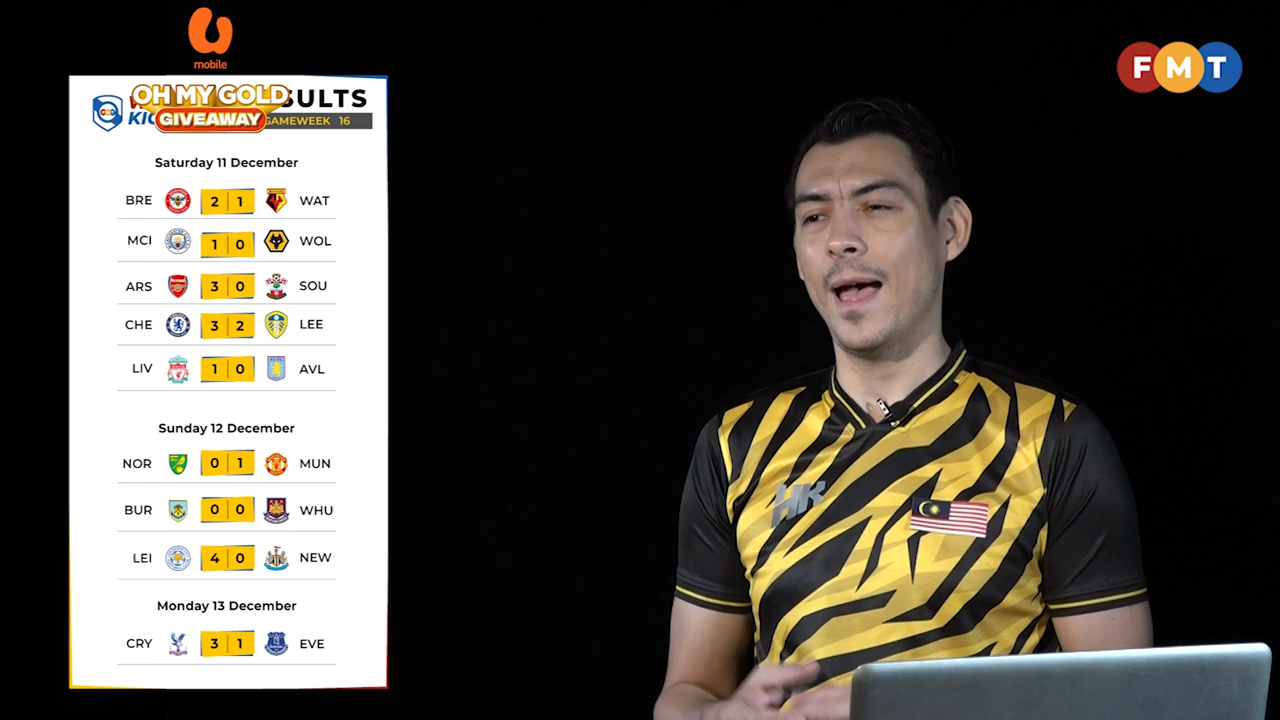 mobile
FMT
OH MY GOLD
GIVEAWAY
SULTS
KIC
GAMEWEEK 16
Saturday 11 December
BRE 2 1 WAT
MCI 1 0 WOL
ARS 3 0 SOU
CHE 3 2 LEE
LIV 1 0 AVL
Sunday 12 December
NOR 0 1 MUN
BUR 0 0 WHU
LEI 4 0 NEW
Monday 13 December
CRY 3 1 EVE
HK